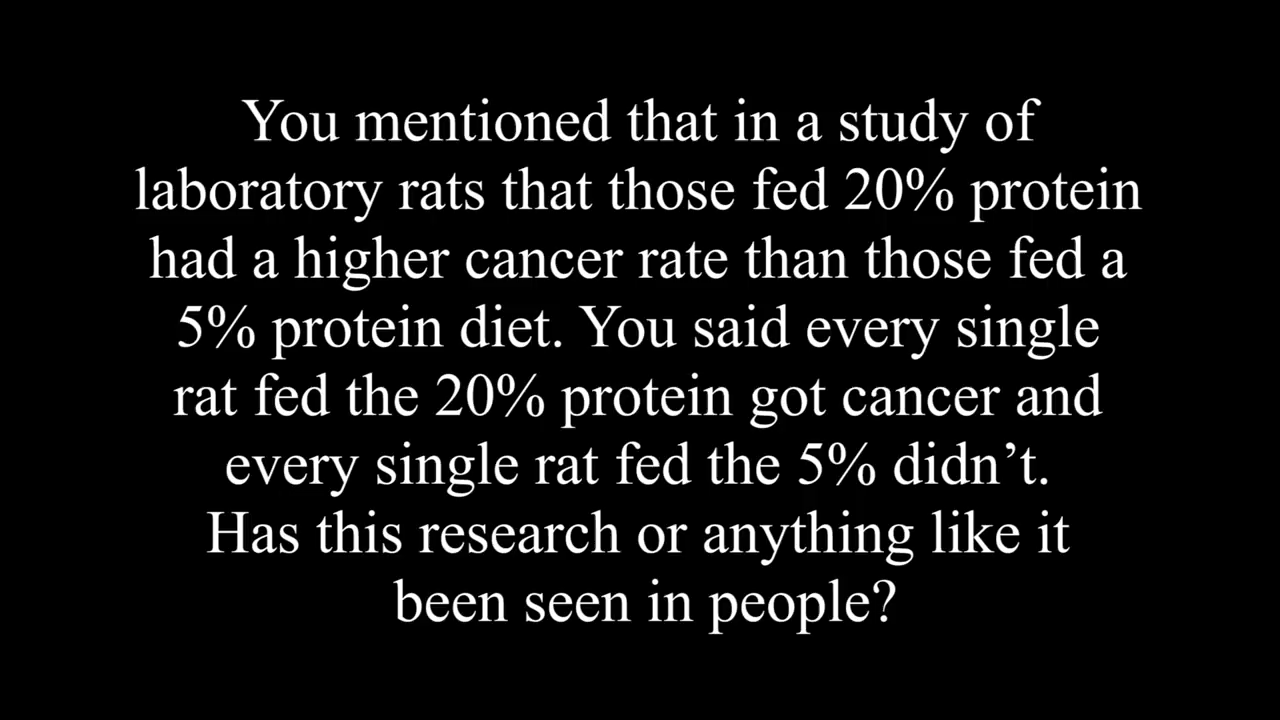 You mentioned that in a study of
laboratory rats that those fed 20% protein
had a higher cancer rate than those fed a
5% protein diet. You said every single
rat fed the 20% protein got cancer and
every single rat fed the 5% didn’t.
Has this research or anything like it
been seen in people?